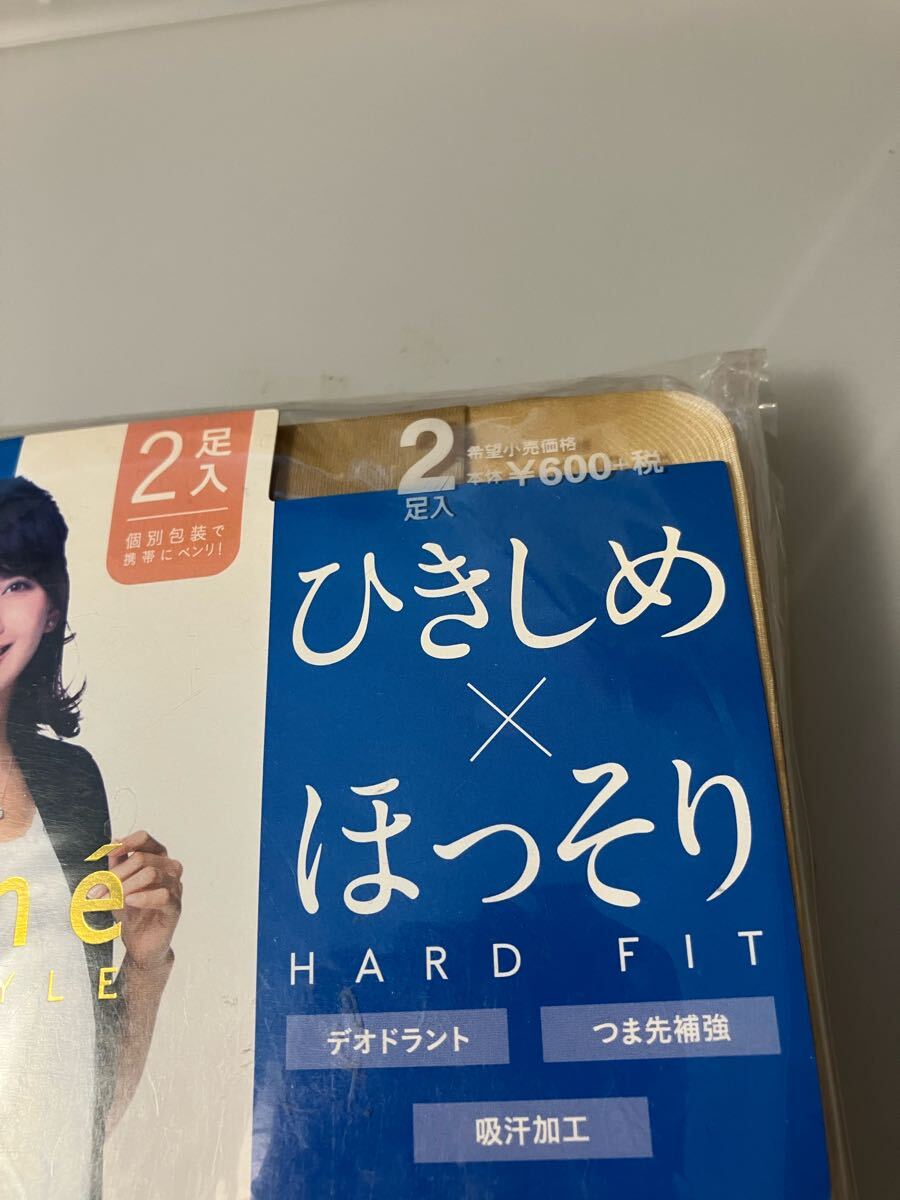 2足入
個別包装で
携帯にベンリ!
2足入
希望小売価格
本体 ¥600+税
ひきしめ
×
ほっそり
HARD FIT
デオドラント
つま先補強
吸汗加工
né
YLE